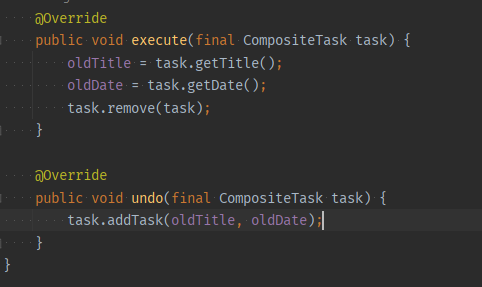 @Override
public void execute(final CompositeTask task) {
oldTitle = task.getTitle();
oldDate = task.getDate();
task.remove(task);
}
@Override
public void undo(final CompositeTask task) {
task.addTask(oldTitle, oldDate);
}
}